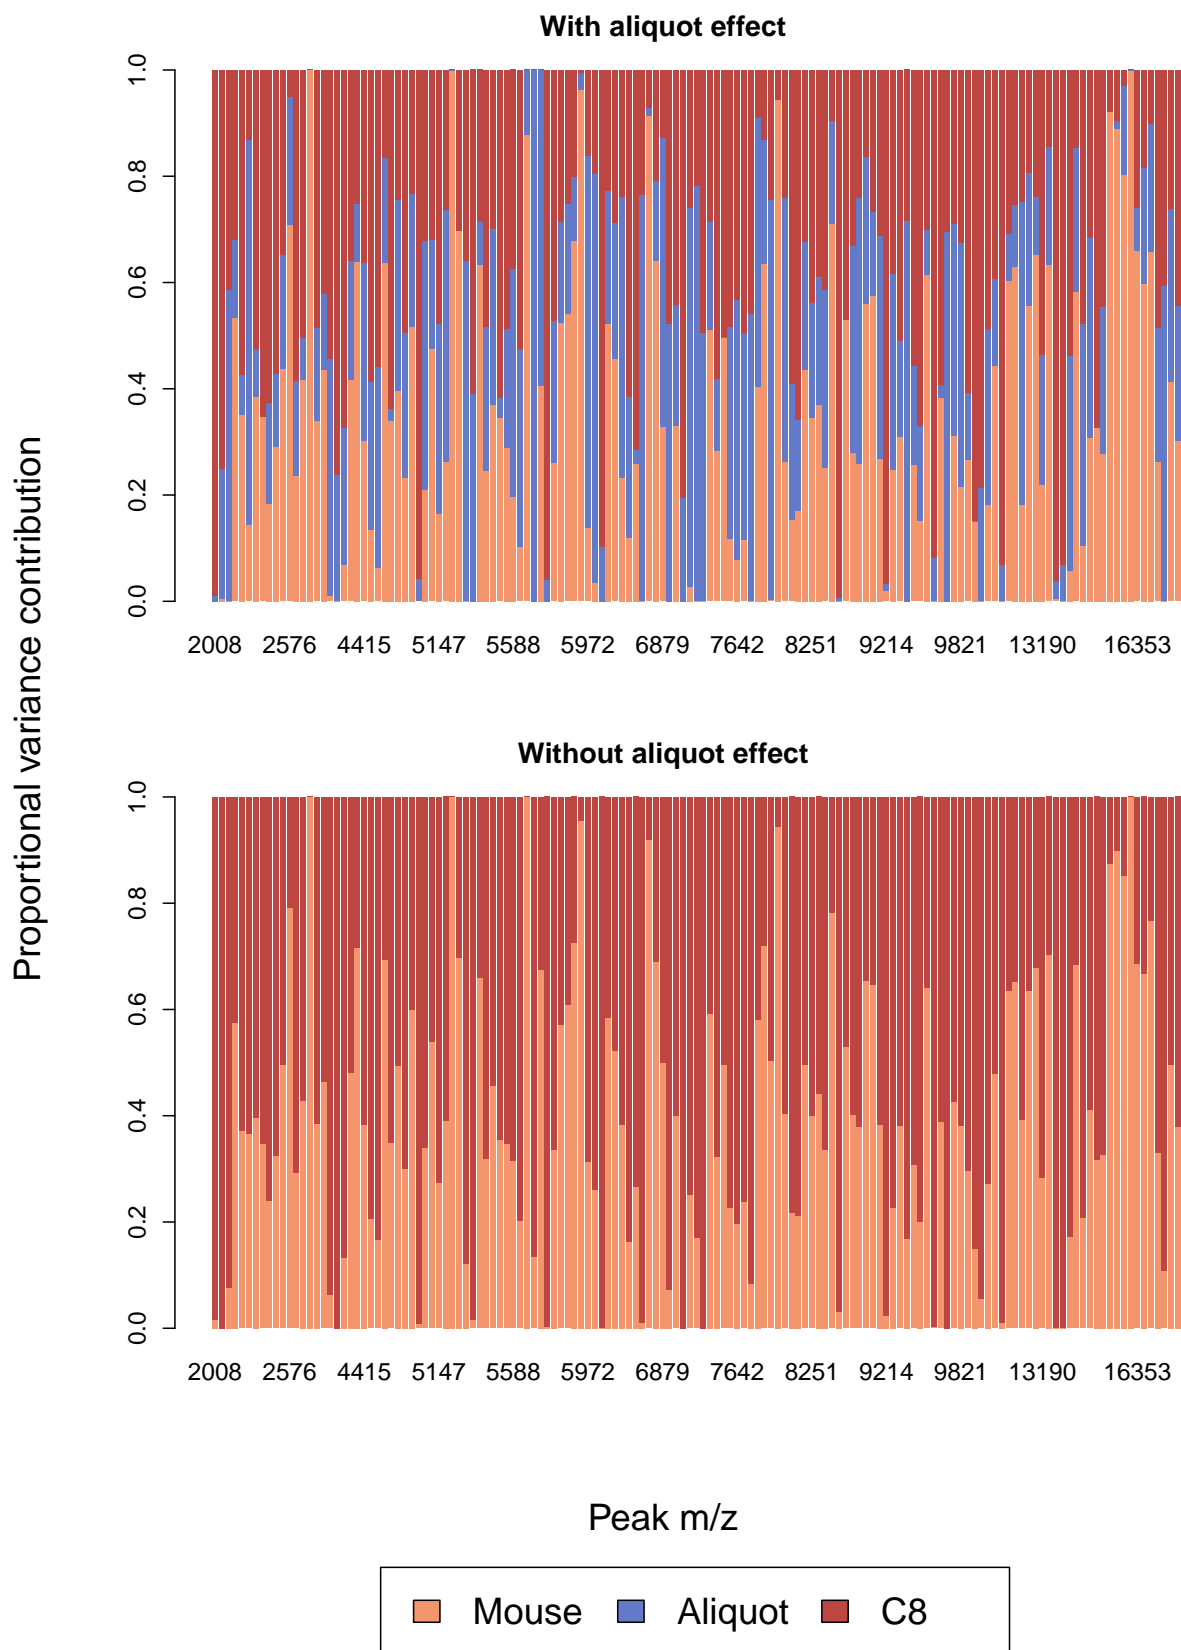 With aliquot effect
1.0
0.8
0.6
0.4
0.2
0.0
2008 2576 4415 5147 5588 5972 6879 7642 8251 9214 9821 13190 16353
Proportional variance contribution
Without aliquot effect
1.0
0.8
0.6
0.4
0.2
0.0
2008 2576 4415 5147 5588 5972 6879 7642 8251 9214 9821 13190 16353
Peak m/z
Mouse Aliquot C8